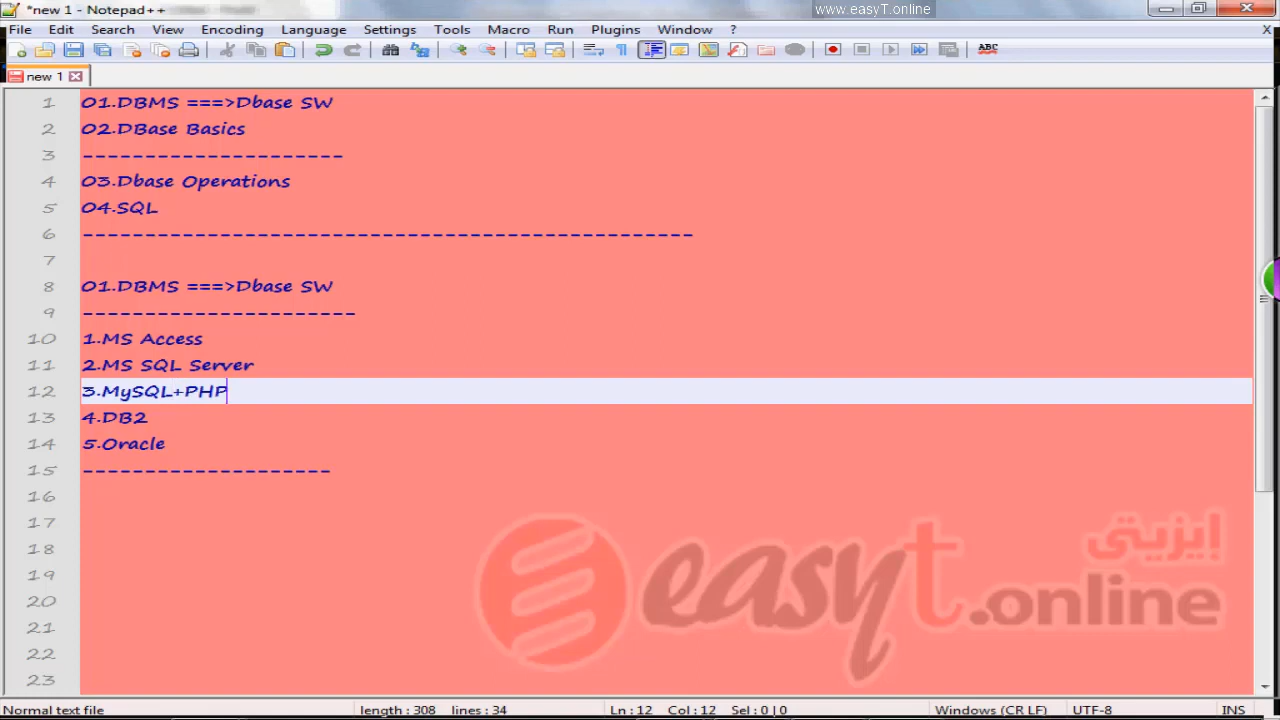 *new 1 - Notepad++
www.easyT.online
File Edit Search View Encoding Language Settings Tools Macro Run Plugins Window ? X
ABC
new 1
1 01.DBMS ===>Dbase SW
2 02.DBase Basics
3 ---------------------
4 03.Dbase Operations
5 04.SQL
6 -------------------------------------------------
7
8 01.DBMS ===>Dbase SW
9 ----------------------
10 1.MS Access
11 2.MS SQL Server
12 3.MySQL+PHP
13 4.DB2
14 5.Oracle
15 --------------------
16
17
18
19
20
21
22
23
إيزيتى
easyt.online
Normal text file length : 308 lines : 34 Ln : 12 Col : 12 Sel : 0 | 0 Windows (CR LF) UTF-8 INS